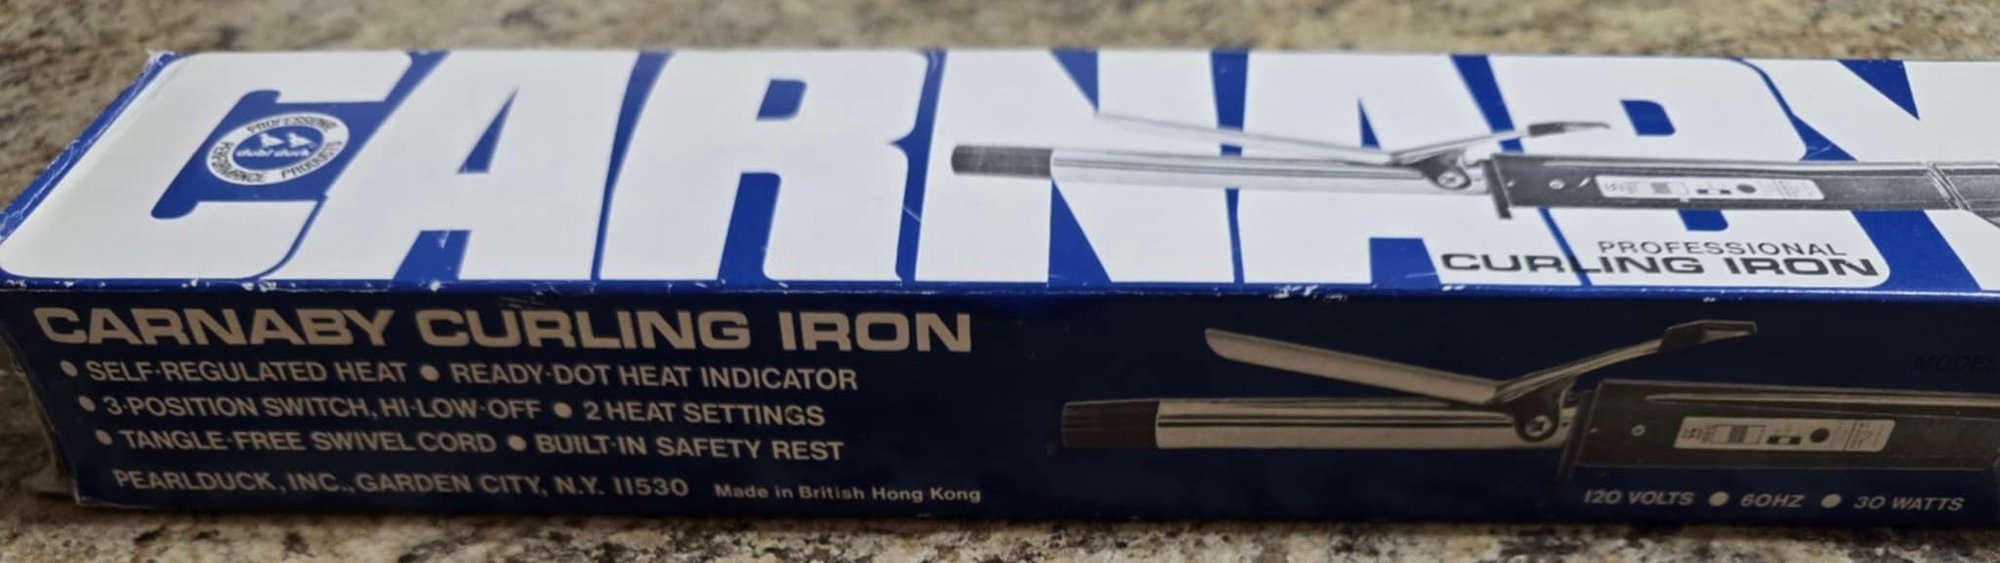 CARNABY
PROFESSIONAL
dubl duck
PERFORMANCE PRODUCTS
PROFESSIONAL
CURLING IRON
CARNABY CURLING IRON
• SELF-REGULATED HEAT • READY-DOT HEAT INDICATOR
• 3-POSITION SWITCH, HI-LOW-OFF • 2 HEAT SETTINGS
• TANGLE-FREE SWIVEL CORD • BUILT-IN SAFETY REST
PEARLDUCK, INC., GARDEN CITY, N.Y. 11530 Made in British Hong Kong
MODEL
120 VOLTS • 60HZ • 30 WATTS